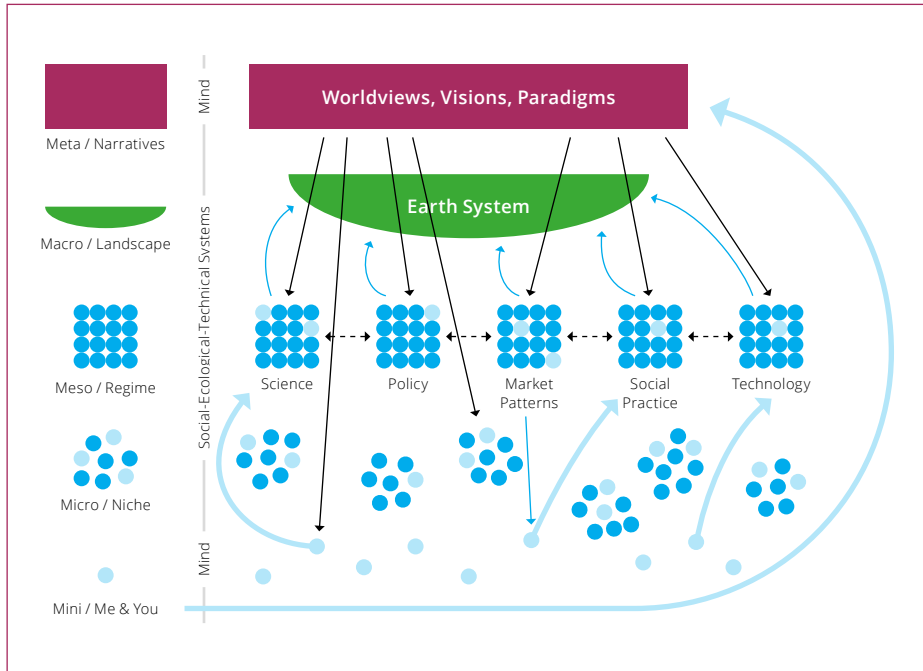 Mind
Worldviews, Visions, Paradigms
Meta / Narratives
Earth System
Macro / Landscape
Social-Ecological-Technical Systems
Meso / Regime
Science
Policy
Market
Patterns
Social
Practice
Technology
Micro / Niche
Mind
Mini / Me & You